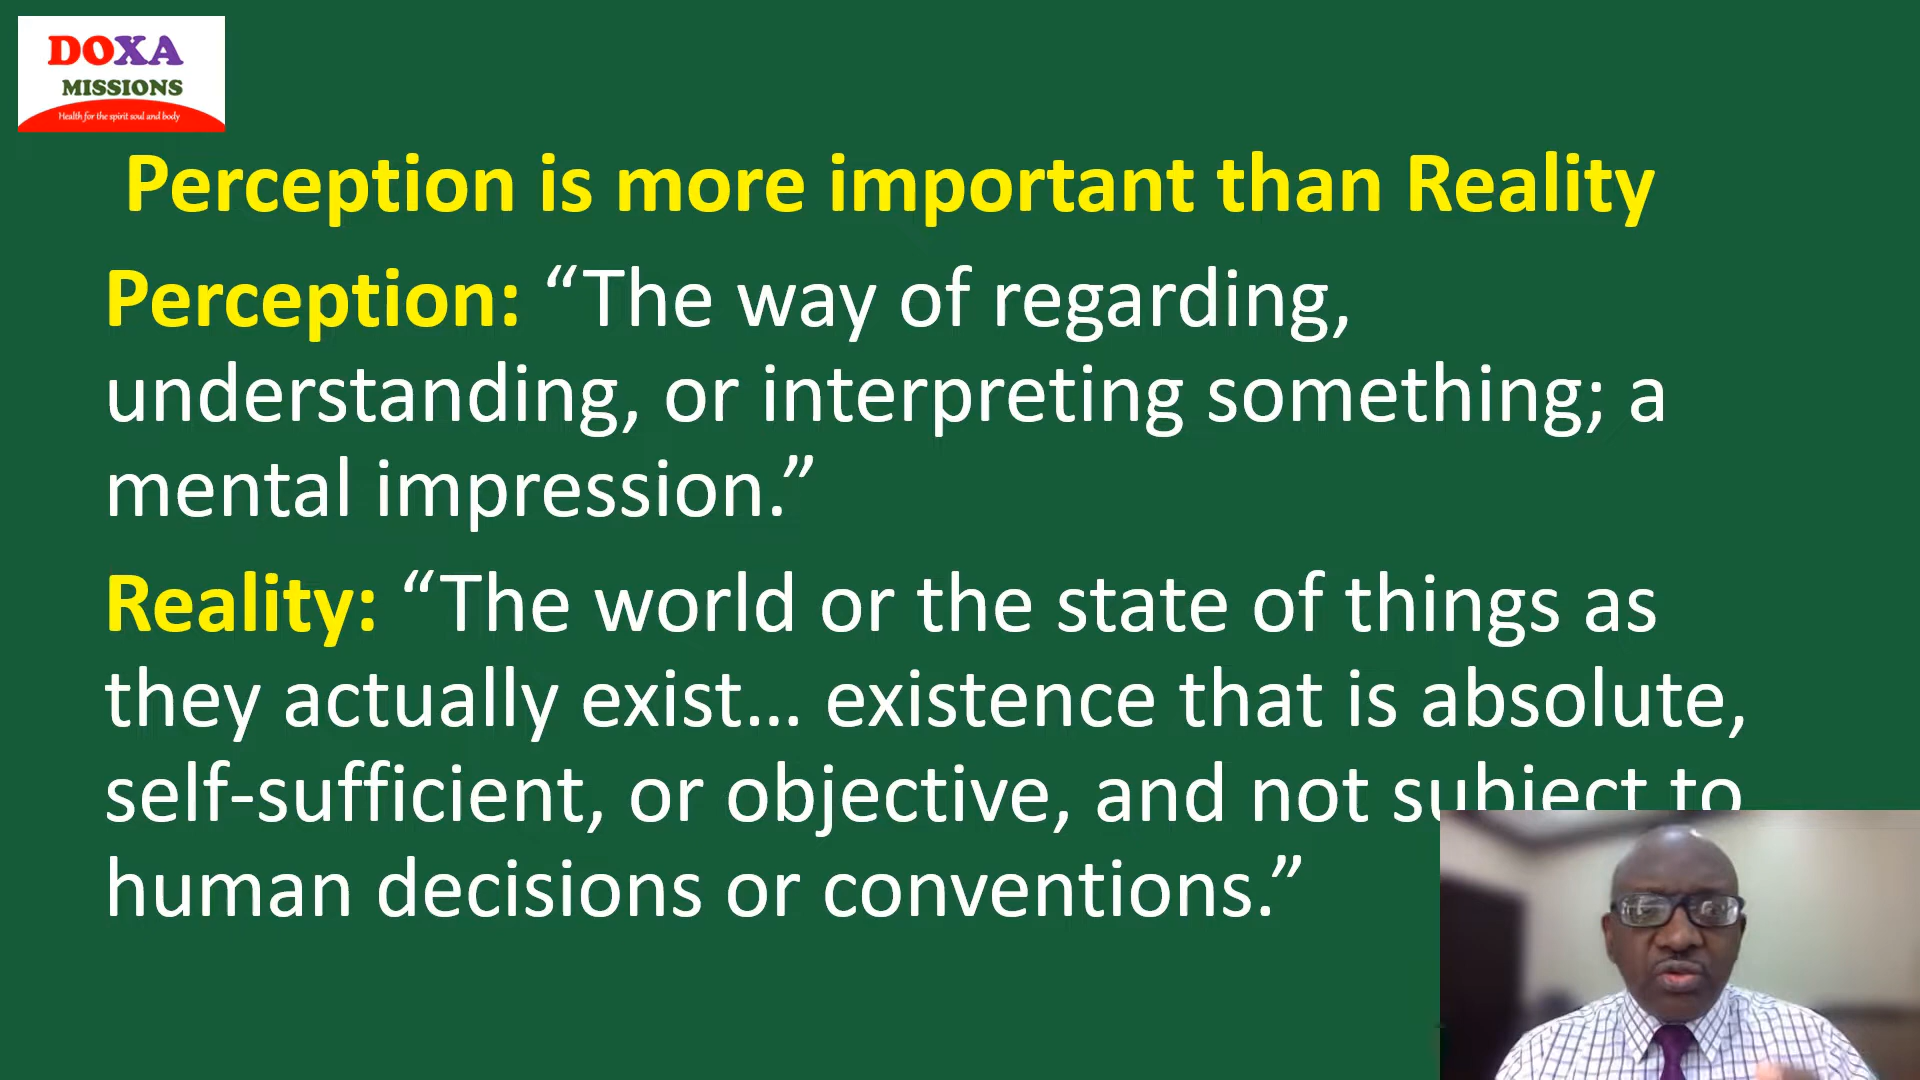 DOXA
MISSIONS
Health for the spirit soul and body
Perception is more important than Reality
Perception: “The way of regarding,
understanding, or interpreting something; a
mental impression.”
Reality: “The world or the state of things as
they actually exist... existence that is absolute,
self-sufficient, or objective, and not subject to
human decisions or conventions.”